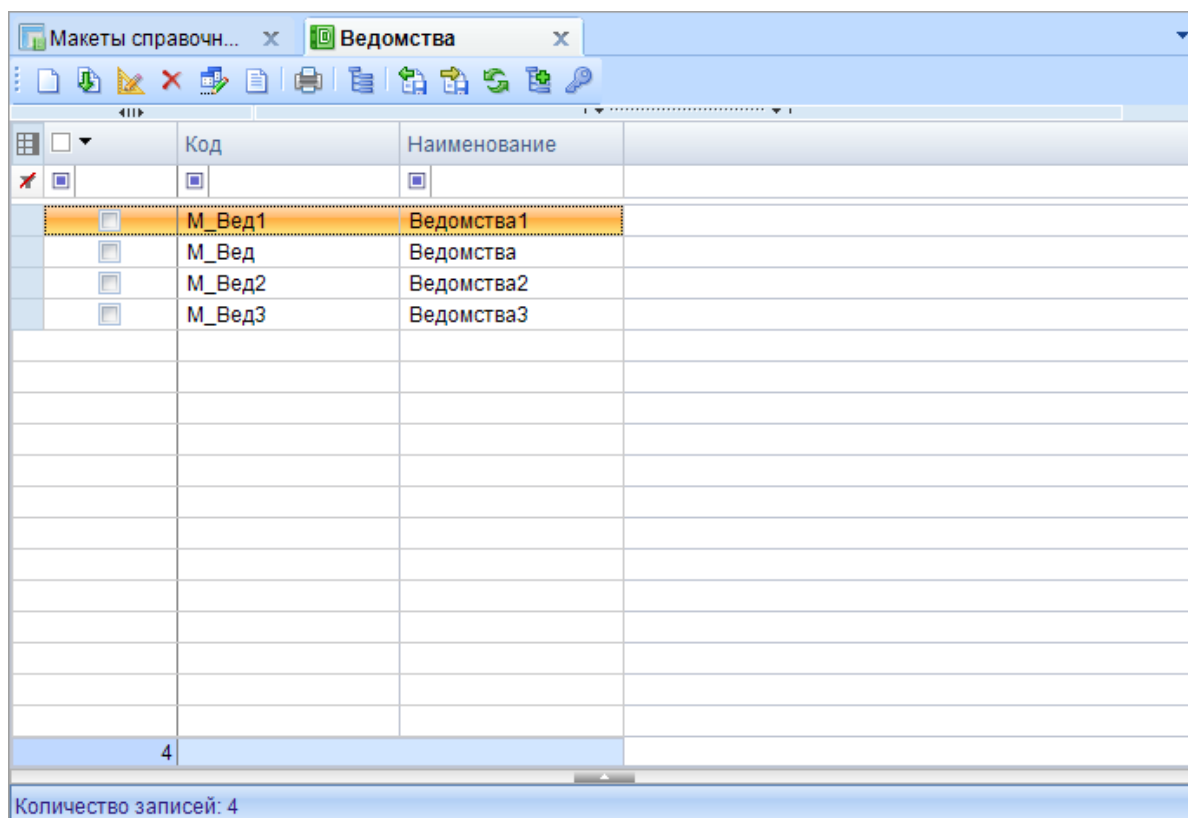 Макеты справочн... Ведомства
Код Наименование
М_Вед1 Ведомства1
М_Вед Ведомства
М_Вед2 Ведомства2
М_Вед3 Ведомства3
4
Количество записей: 4